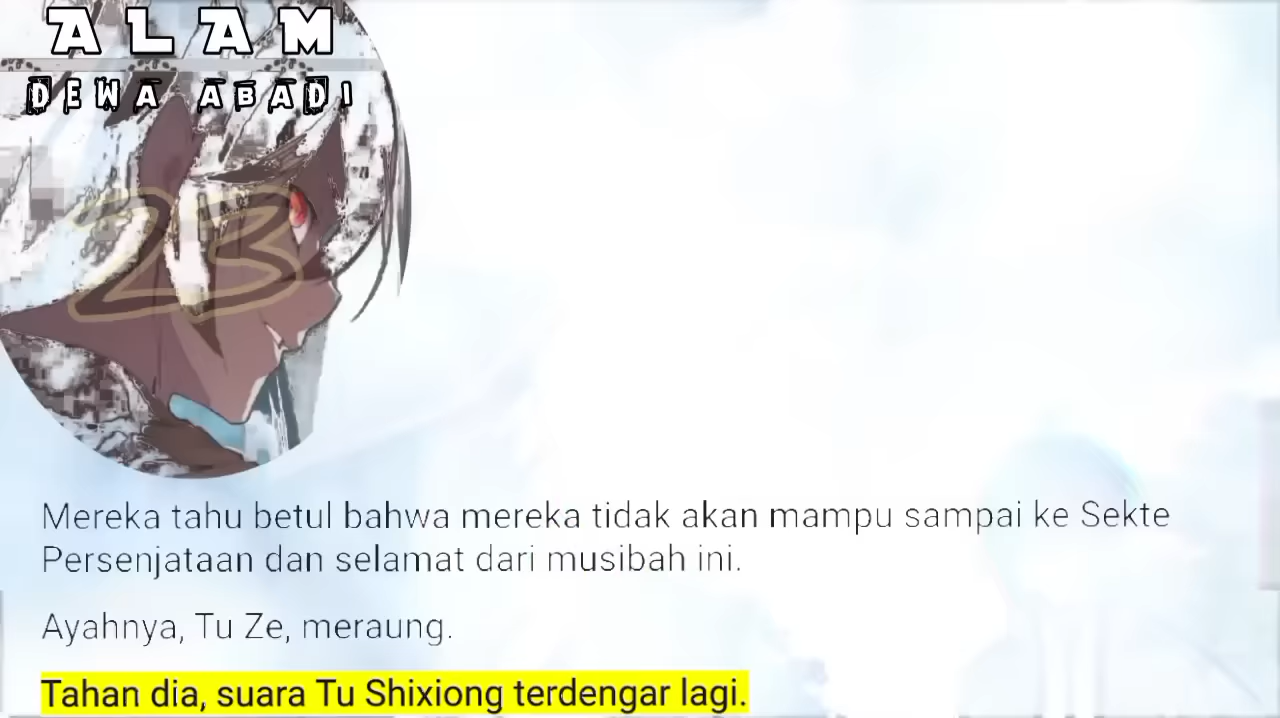 ALAM
DEWA ABADI
23
Mereka tahu betul bahwa mereka tidak akan mampu sampai ke Sekte
Persenjataan dan selamat dari musibah ini.
Ayahnya, Tu Ze, meraung.
Tahan dia, suara Tu Shixiong terdengar lagi.